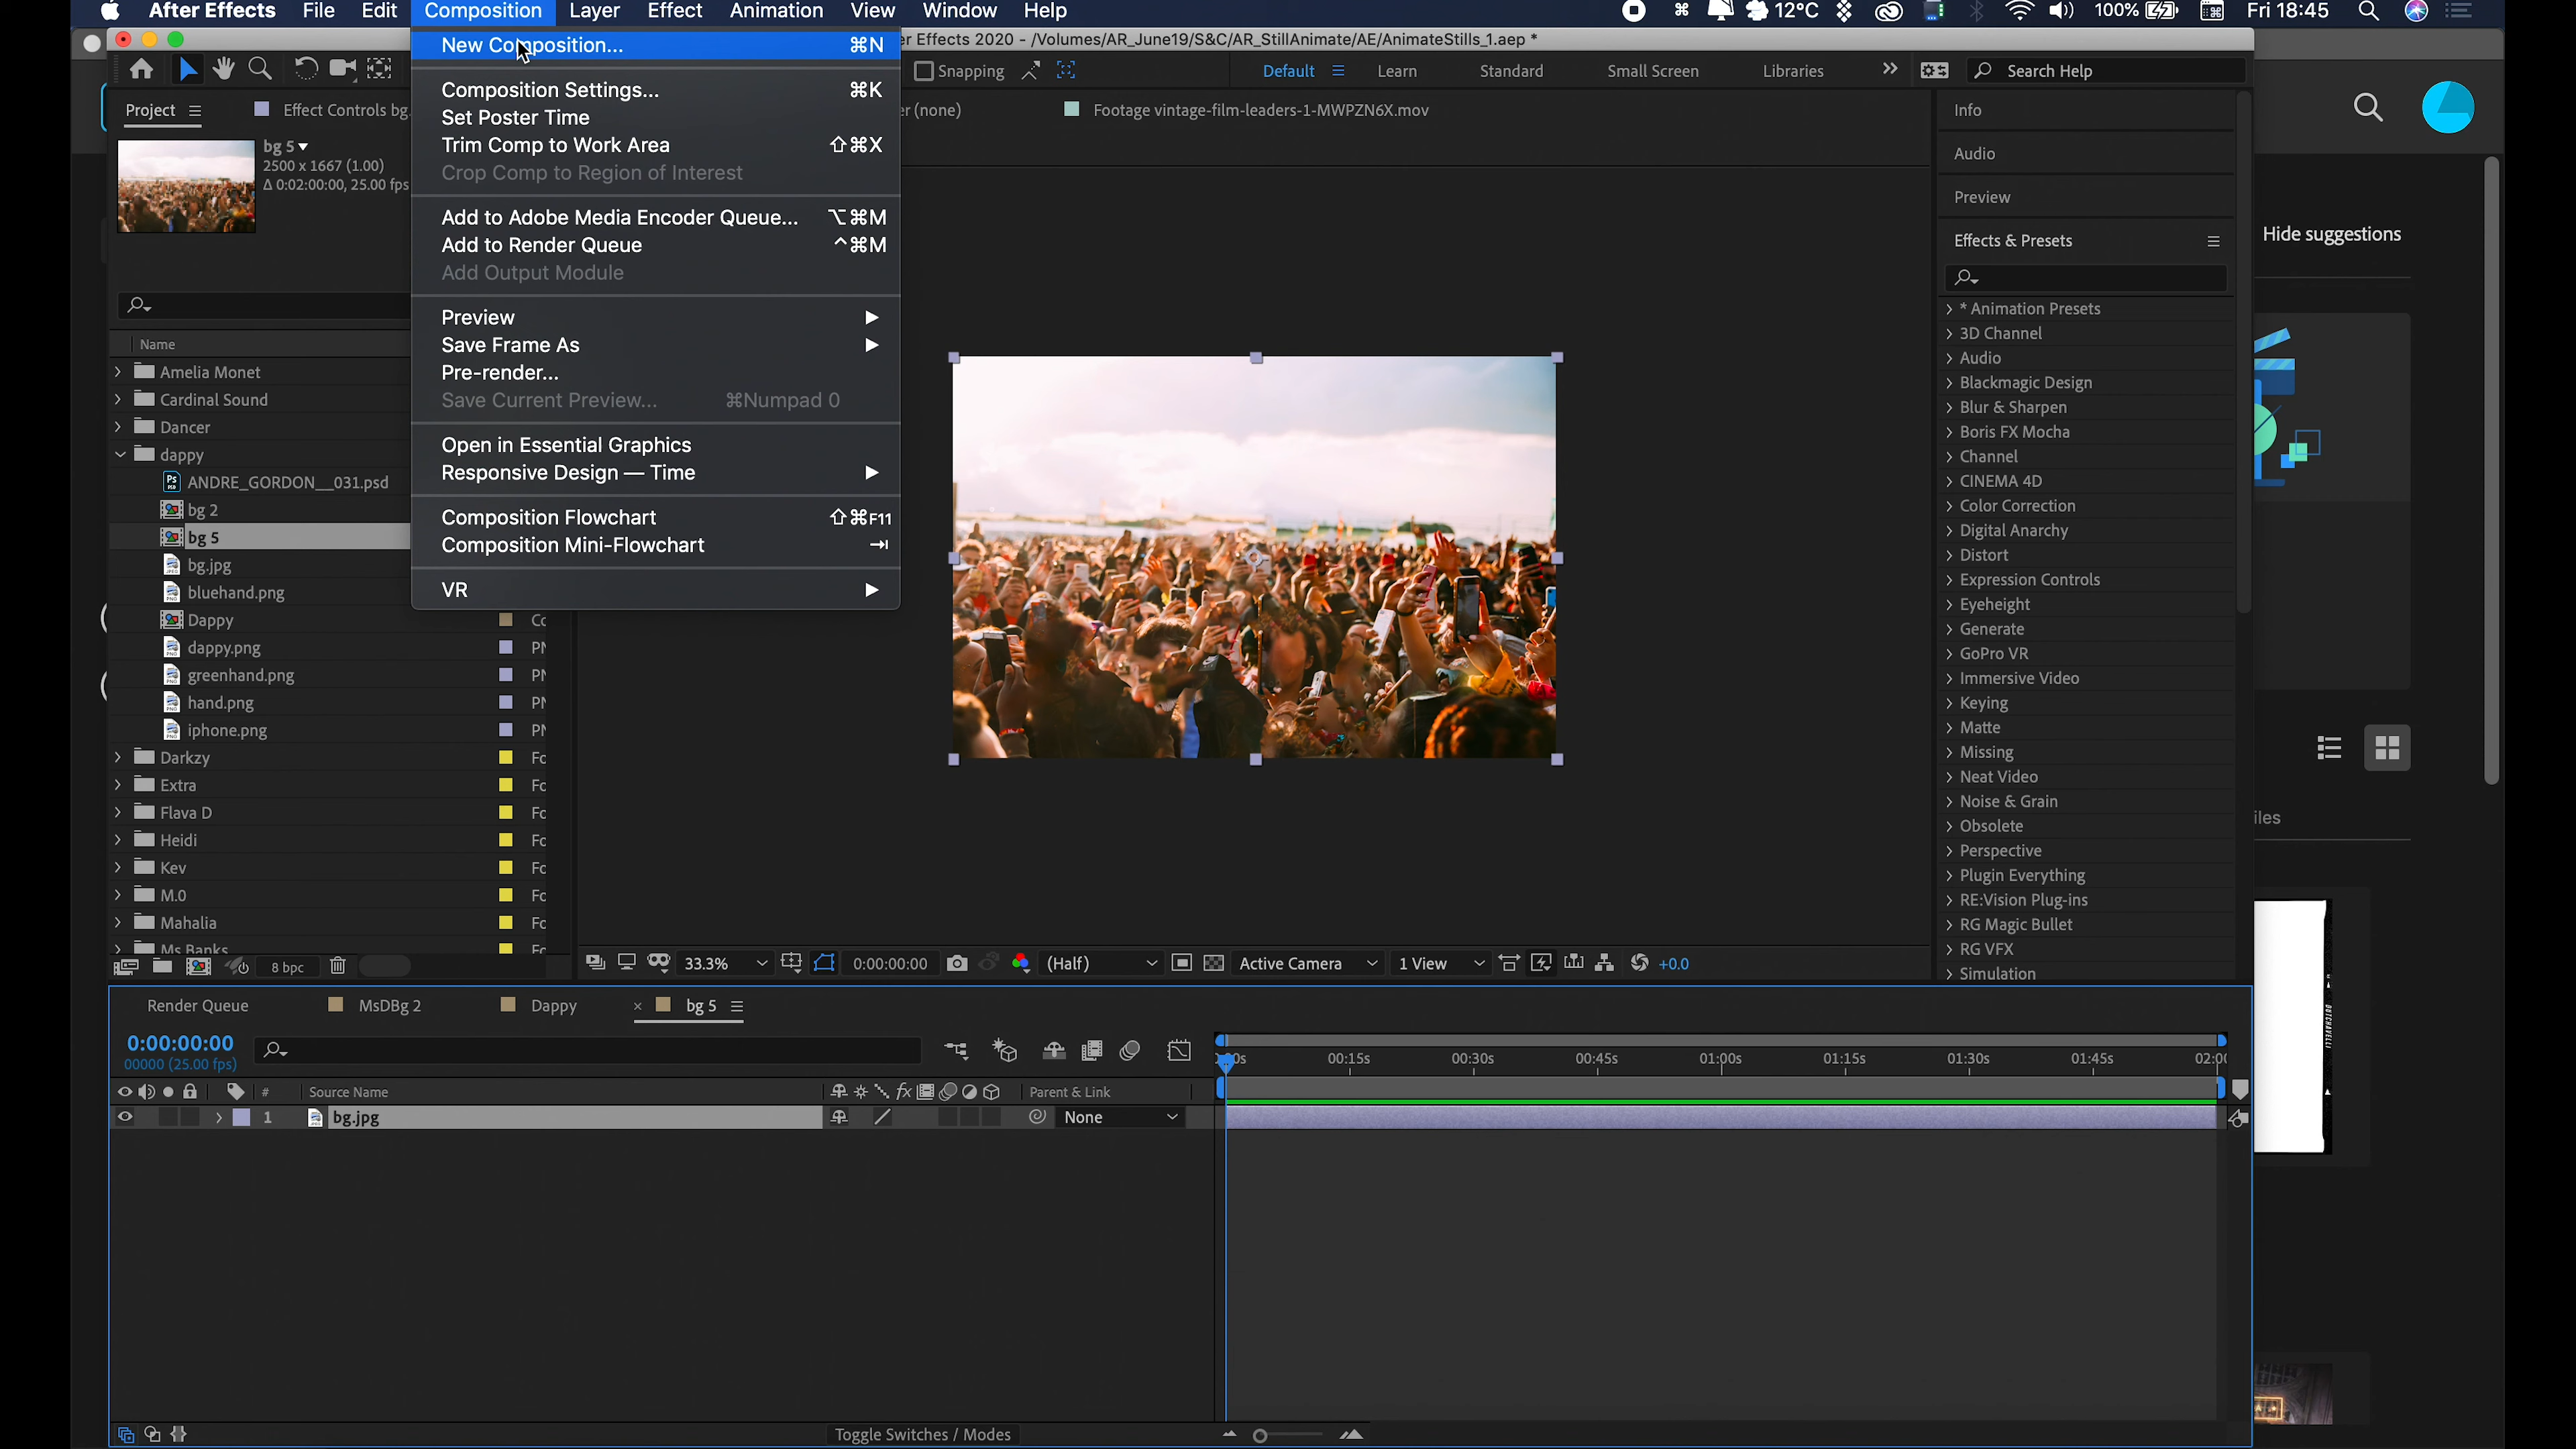 After Effects File Edit Composition Layer Effect Animation View Window Help 12°C 100% Fri 18:45
er Effects 2020 - /Volumes/AR_June19/S&C/AR_StillAnimate/AE/AnimateStills_1.aep *
Snapping Default Learn Standard Small Screen Libraries Search Help
Project Effect Controls bg. er (none) Footage vintage-film-leaders-1-MWPZN6X.mov
New Composition... ⌘N
Composition Settings... ⌘K
Set Poster Time
Trim Comp to Work Area ⇧⌘X
Crop Comp to Region of Interest
Add to Adobe Media Encoder Queue... ⌥⌘M
Add to Render Queue ^⌘M
Add Output Module
Preview
Save Frame As
Pre-render...
Save Current Preview... ⌘Numpad 0
Open in Essential Graphics
Responsive Design — Time
Composition Flowchart ⇧⌘F11
Composition Mini-Flowchart
VR
bg 5
2500 x 1667 (1.00)
Δ 0:02:00:00, 25.00 fps
Name
Amelia Monet
Cardinal Sound
Dancer
dappy
ANDRE_GORDON__031.psd
bg 2
bg 5
bg.jpg
bluehand.png
Dappy Cc
dappy.png PN
greenhand.png PN
hand.png PN
iphone.png PN
Darkzy Fc
Extra Fc
Flava D Fc
Heidi Fc
Kev Fc
M.0 Fc
Mahalia Fc
Ms Banks Fc
8 bpc
33.3% 0:00:00:00 (Half) Active Camera 1 View +0.0
Info
Audio
Preview
Effects & Presets
* Animation Presets
3D Channel
Audio
Blackmagic Design
Blur & Sharpen
Boris FX Mocha
Channel
CINEMA 4D
Color Correction
Digital Anarchy
Distort
Expression Controls
Eyeheight
Generate
GoPro VR
Immersive Video
Keying
Matte
Missing
Neat Video
Noise & Grain
Obsolete
Perspective
Plugin Everything
RE:Vision Plug-ins
RG Magic Bullet
RG VFX
Simulation
Hide suggestions
iles
Render Queue MsDBg 2 Dappy × bg 5
0:00:00:00
00000 (25.00 fps)
00s 00:15s 00:30s 00:45s 01:00s 01:15s 01:30s 01:45s 02:00
# Source Name fx Parent & Link
1 bg.jpg None
Toggle Switches / Modes